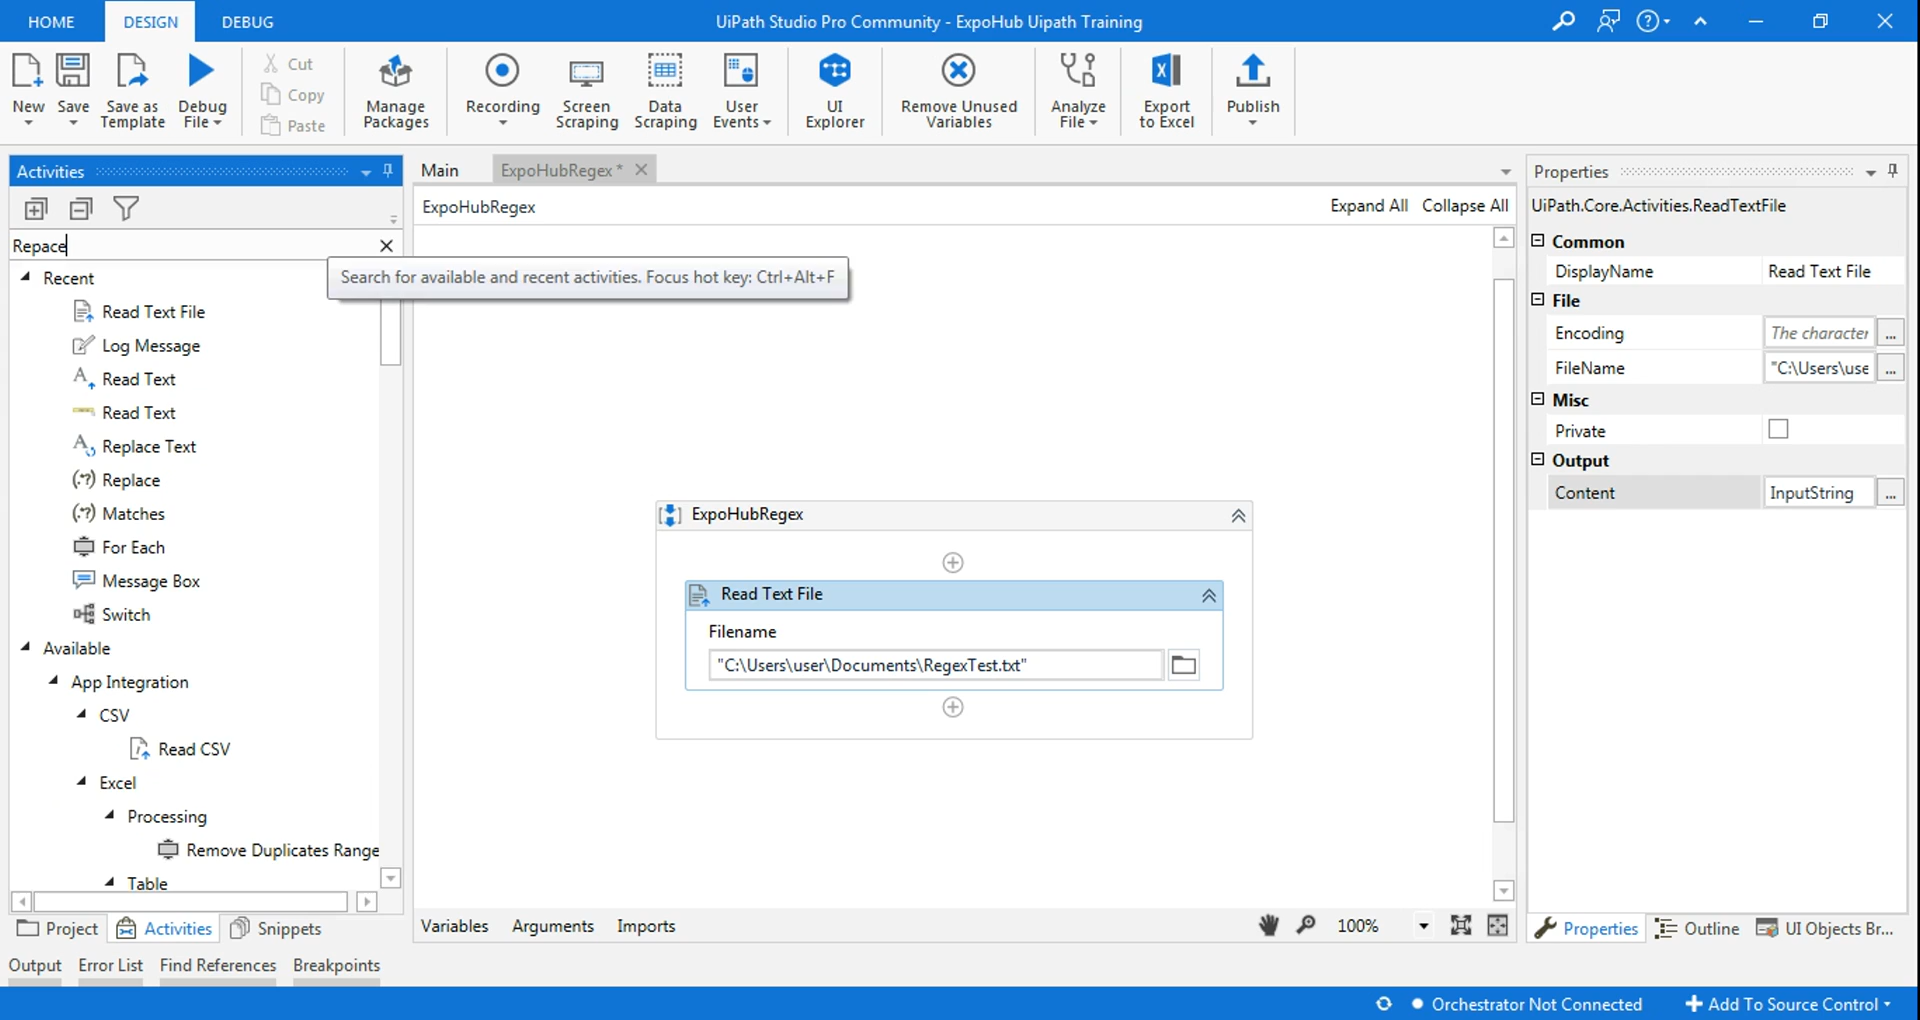 HOME DESIGN DEBUG UiPath Studio Pro Community - ExpoHub Uipath Training
New Save Save as Template Debug File Cut Copy Paste Manage Packages Recording Screen Scraping Data Scraping User Events UI Explorer Remove Unused Variables Analyze File Export to Excel Publish
Activities
Repace
Search for available and recent activities. Focus hot key: Ctrl+Alt+F
Recent
Read Text File
Log Message
Read Text
Read Text
Replace Text
Replace
Matches
For Each
Message Box
Switch
Available
App Integration
CSV
Read CSV
Excel
Processing
Remove Duplicates Range
Table
Project Activities Snippets
Main ExpoHubRegex *
ExpoHubRegex Expand All Collapse All
ExpoHubRegex
Read Text File
Filename
"C:\Users\user\Documents\RegexTest.txt"
Variables Arguments Imports 100%
Properties
UiPath.Core.Activities.ReadTextFile
Common
DisplayName Read Text File
File
Encoding The character ...
FileName "C:\Users\use ...
Misc
Private
Output
Content InputString ...
Properties Outline UI Objects Br...
Output Error List Find References Breakpoints
Orchestrator Not Connected Add To Source Control